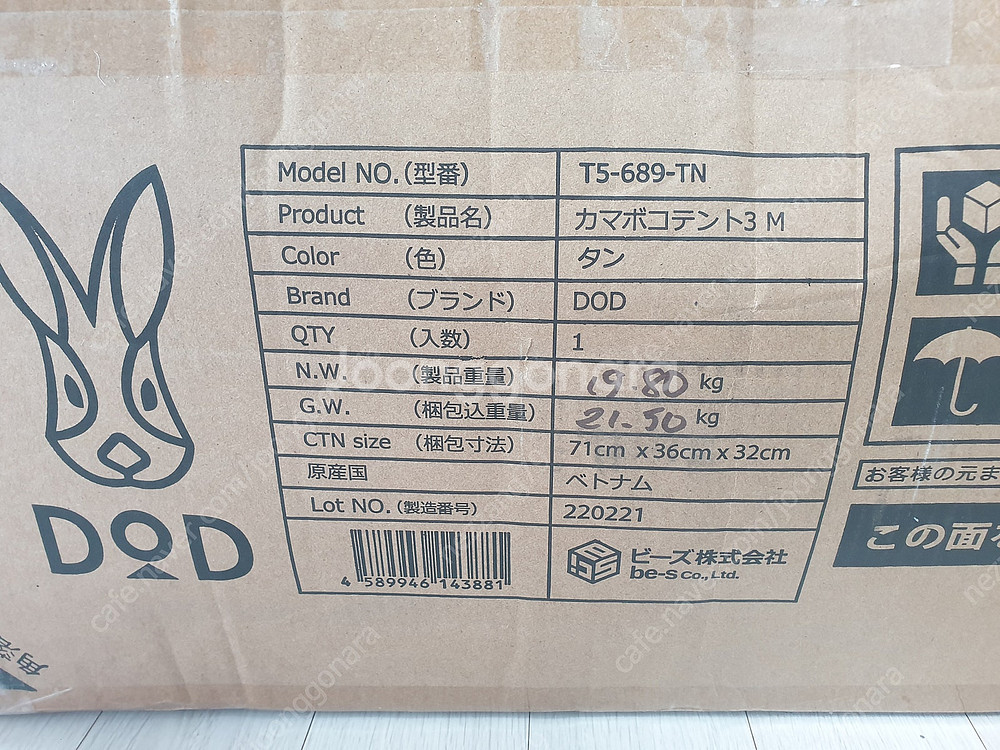 Model NO.(型番) T5-689-TN
Product (製品名) カマボコテント3 M
Color (色) タン
Brand (ブランド) DOD
QTY (入数) 1
N.W. (製品重量) 19.80 kg
G.W. (梱包込重量) 21.50 kg
CTN size (梱包寸法) 71cm x 36cm x 32cm
原産国 ベトナム
Lot NO.(製造番号) 220221
4 589946 143881
ビーズ株式会社
be-s Co., Ltd.
DOD
お客様の元ま
この面を